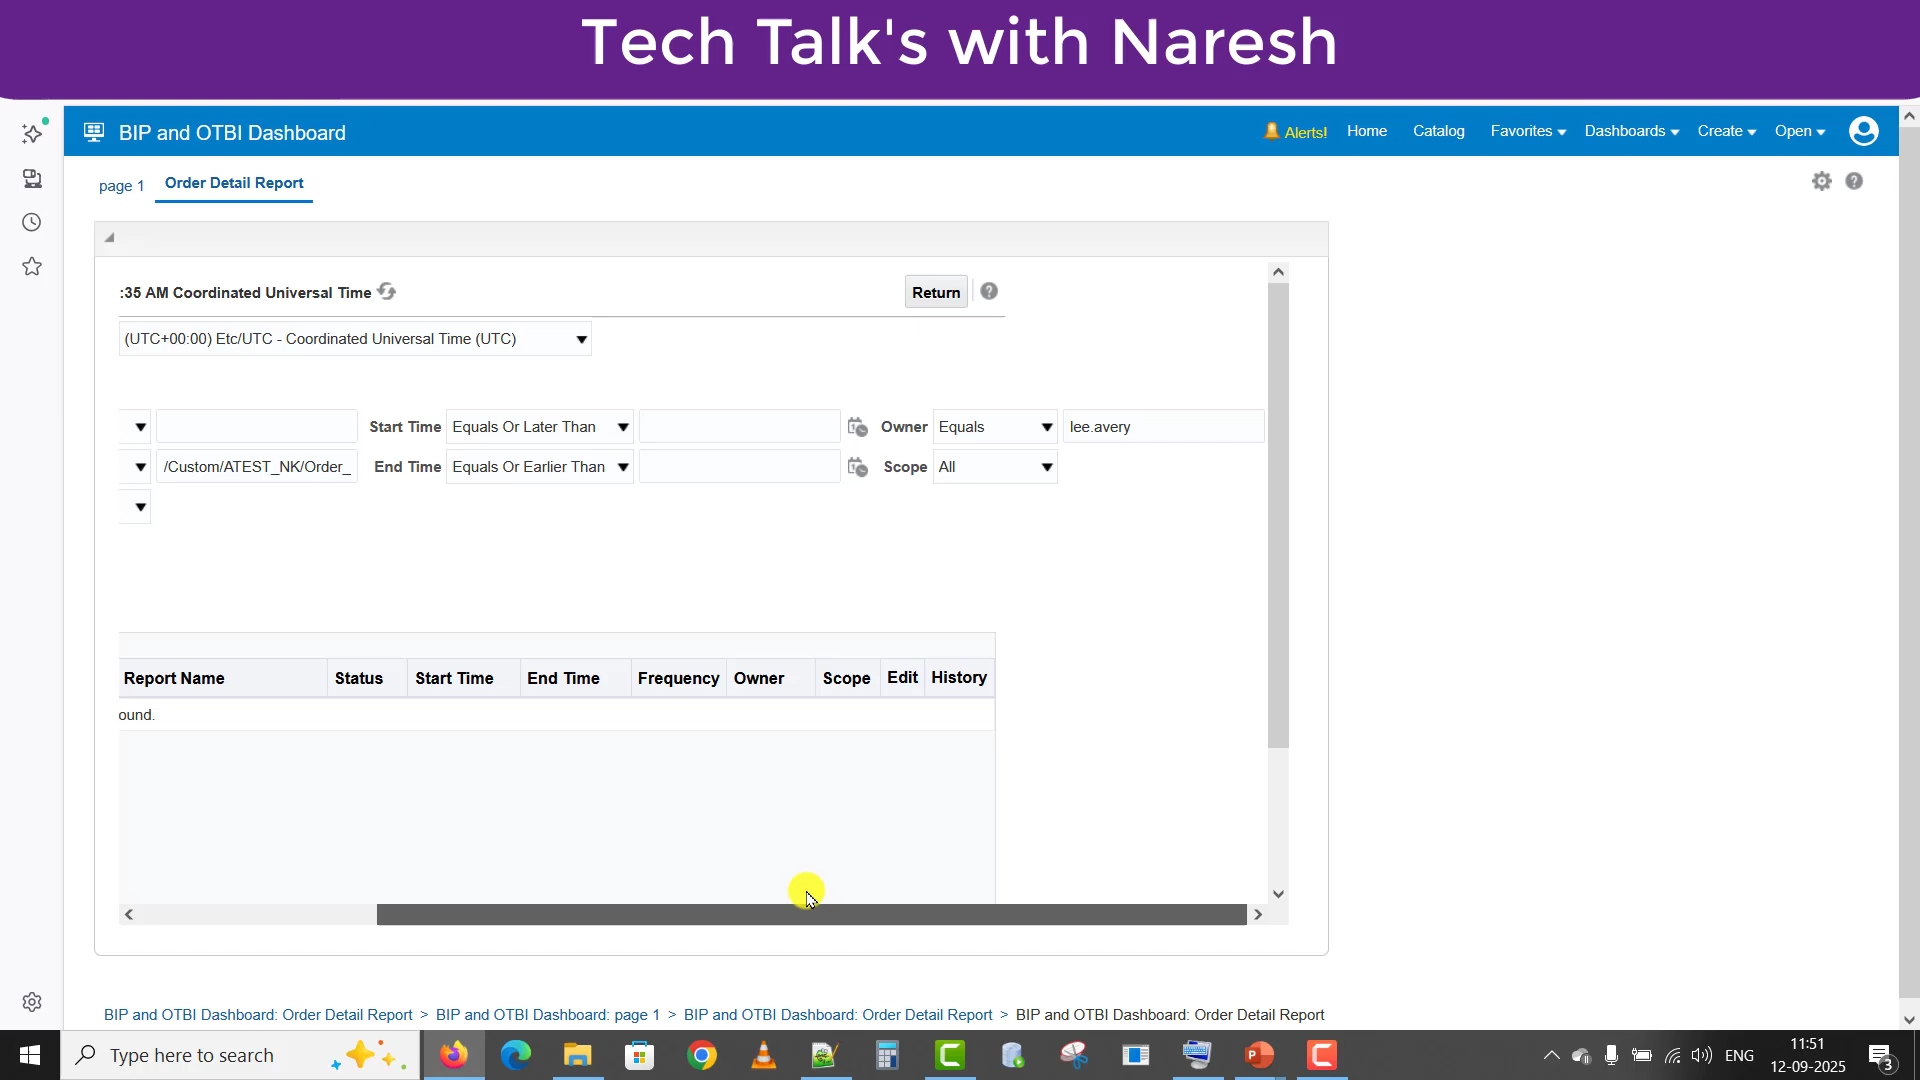 Tech Talk's with Naresh
BIP and OTBI Dashboard
Alerts! Home Catalog Favorites Dashboards Create Open
page 1 Order Detail Report
:35 AM Coordinated Universal Time Return
(UTC+00:00) Etc/UTC - Coordinated Universal Time (UTC)
Start Time Equals Or Later Than Owner Equals lee.avery
/Custom/ATEST_NK/Order_ End Time Equals Or Earlier Than Scope All
Report Name Status Start Time End Time Frequency Owner Scope Edit History
ound.
BIP and OTBI Dashboard: Order Detail Report > BIP and OTBI Dashboard: page 1 > BIP and OTBI Dashboard: Order Detail Report > BIP and OTBI Dashboard: Order Detail Report
Type here to search
ENG
11:51
12-09-2025
3